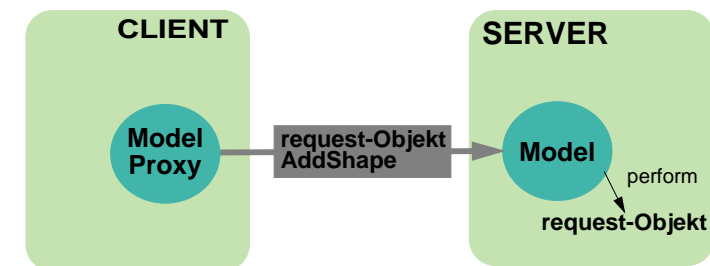 CLIENT
SERVER
Model
Proxy
request-Objekt
AddShape
Model
perform
request-Objekt